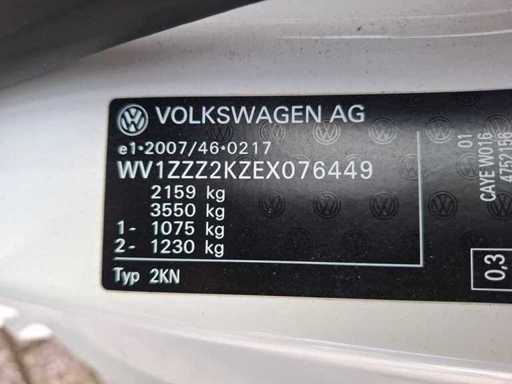 VOLKSWAGEN AG
e1*2007/46*0217
WV1ZZZ2KZEX076449
2159 kg
3550 kg
1- 1075 kg
2- 1230 kg
Typ 2KN
01
CAYE W016
4752156
0,3